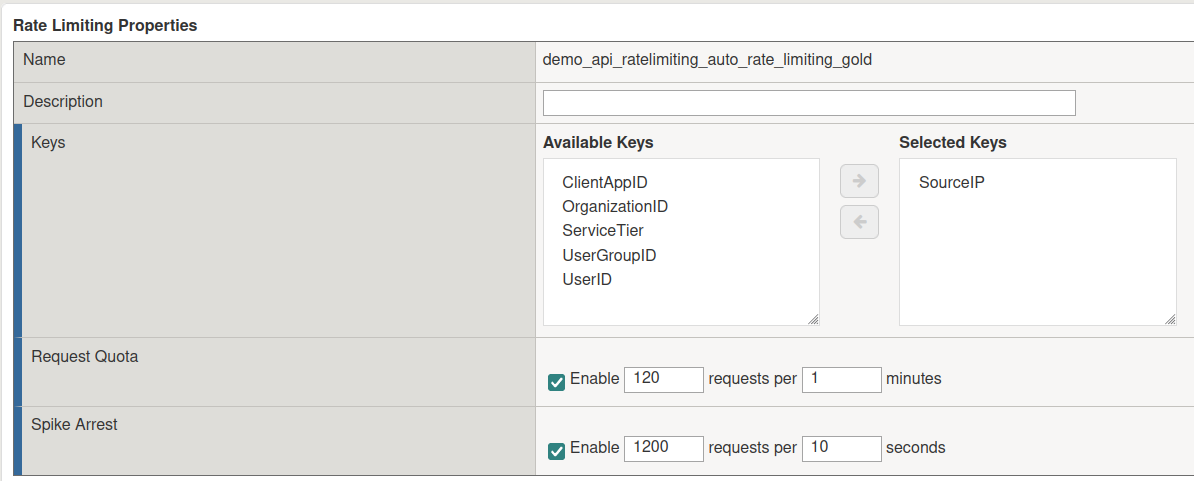 Rate Limiting Properties
Name demo_api_ratelimiting_auto_rate_limiting_gold
Description
Keys Available Keys Selected Keys
ClientAppID SourceIP
OrganizationID
ServiceTier
UserGroupID
UserID
Request Quota
Enable 120 requests per 1 minutes
Spike Arrest
Enable 1200 requests per 10 seconds